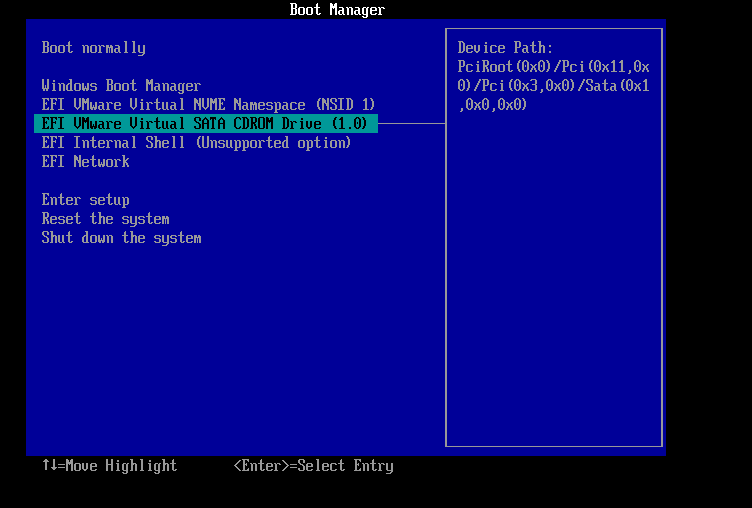 Boot Manager
Boot normally
Windows Boot Manager
EFI VMware Virtual NVME Namespace (NSID 1)
EFI VMware Virtual SATA CDROM Drive (1.0)
EFI Internal Shell (Unsupported option)
EFI Network
Enter setup
Reset the system
Shut down the system
Device Path:
PciRoot(0x0)/Pci(0x11,0x
0)/Pci(0x3,0x0)/Sata(0x1
,0x0,0x0)
↑↓=Move Highlight
<Enter>=Select Entry